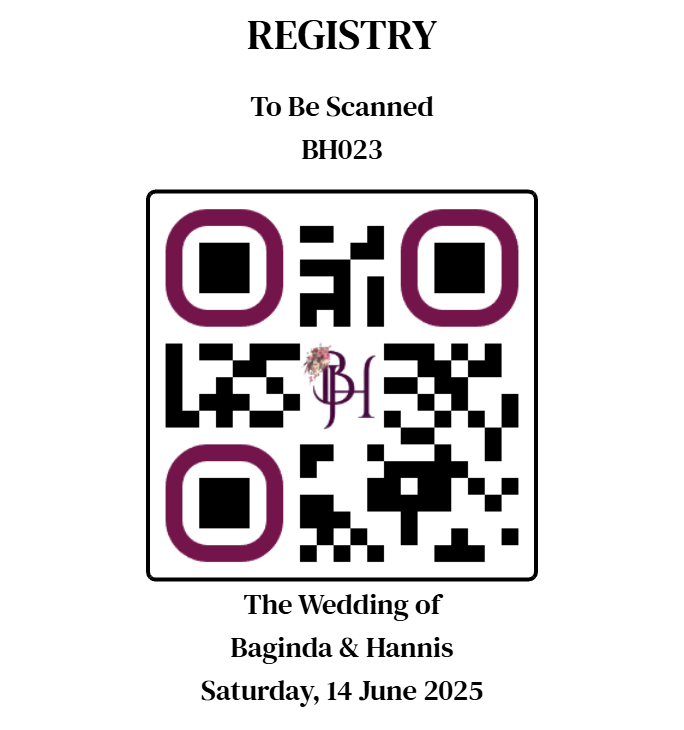 REGISTRY
To Be Scanned
BH023
BH
The Wedding of
Baginda & Hannis
Saturday, 14 June 2025